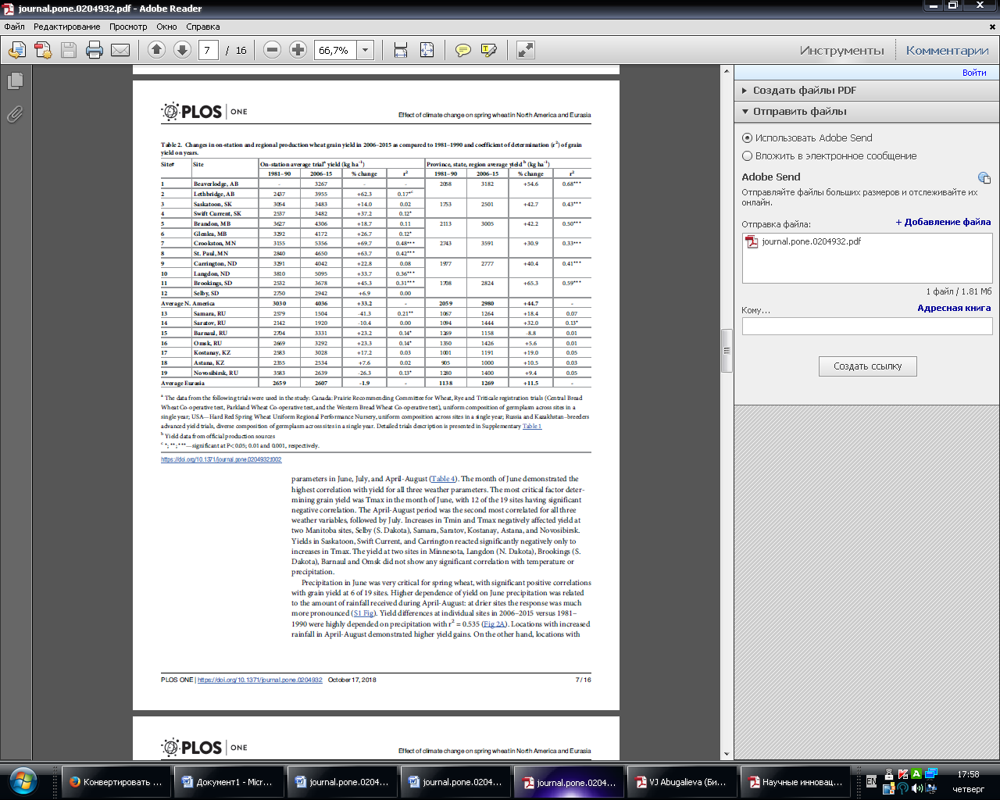 journal.pone.0204932.pdf - Adobe Reader
Файл Редактирование Просмотр Окно Справка
7 / 16 66,7% Инструменты Комментарии
Войти
Создать файлы PDF
Отправить файлы
Использовать Adobe Send
Вложить в электронное сообщение
Adobe Send
Отправляйте файлы больших размеров и отслеживайте их
онлайн.
+ Добавление файла
Отправка файла:
journal.pone.0204932.pdf
1 файл / 1.81 Мб
Адресная книга
Кому...
Создать ссылку
PLOS ONE Effect of climate change on spring wheat in North America and Eurasia
Table 2. Changes in on-station and regional production wheat grain yield in 2006–2015 as compared to 1981–1990 and coefficient of determination (r2) of grain
yield on years.
Site# Site On-station average triala yield (kg ha-1) Province, state, region average yield b (kg ha-1)
1981–90 2006–15 % change r2 1981–90 2006–15 % change r2
1 Beaverlodge, AB - 3267 - - 2058 3182 +54.6 0.68***
2 Lethbridge, AB 2437 3955 +62.3 0.17*c
3 Saskatoon, SK 3054 3483 +14.0 0.02 1753 2501 +42.7 0.43***
4 Swift Current, SK 2537 3482 +37.2 0.12*
5 Brandon, MB 3627 4306 +18.7 0.11 2113 3005 +42.2 0.50***
6 Glenlea, MB 3292 4172 +26.7 0.12*
7 Crookston, MN 3155 5356 +69.7 0.48*** 2743 3591 +30.9 0.33***
8 St. Paul, MN 2840 4650 +63.7 0.42***
9 Carrington, ND 3291 4042 +22.8 0.08 1977 2777 +40.4 0.41***
10 Langdon, ND 3810 5095 +33.7 0.36***
11 Brookings, SD 2532 3678 +45.3 0.31*** 1708 2824 +65.3 0.59***
12 Selby, SD 2750 2942 +6.9 0.00
Average N. America 3030 4036 +33.2 - 2059 2980 +44.7 -
13 Samara, RU 2579 1504 -41.3 0.21** 1067 1264 +18.4 0.07
14 Saratov, RU 2142 1920 -10.4 0.00 1094 1444 +32.0 0.13*
15 Barnaul, RU 2704 3331 +23.2 0.14* 1269 1158 -8.8 0.01
16 Omsk, RU 2669 3292 +23.3 0.14* 1350 1426 +5.6 0.01
17 Kostanay, KZ 2583 3028 +17.2 0.03 1001 1191 +19.0 0.05
18 Astana, KZ 2355 2534 +7.6 0.02 905 1000 +10.5 0.03
19 Novosibirsk, RU 3583 2639 -26.3 0.13* 1280 1400 +9.4 0.05
Average Eurasia 2659 2607 -1.9 - 1138 1269 +11.5 -
a The data from the following trials were used in the study: Canada: Prairie Recommending Committee for Wheat, Rye and Triticale registration trials (Central Bread
Wheat Co-operative test, Parkland Wheat Co-operative test, and the Western Bread Wheat Co-operative test), uniform composition of germplasm across sites in a
single year; USA—Hard Red Spring Wheat Uniform Regional Performance Nursery, uniform composition across sites in a single year; Russia and Kazakhstan–breeders
advanced yield trials, diverse composition of germplasm across sites in a single year. Detailed trials description is presented in Supplementary Table 1
b Yield data from official production sources
c *; **; ***—significant at P< 0.05; 0.01 and 0.001, respectively.
https://doi.org/10.1371/journal.pone.0204932.t002
parameters in June, July, and April-August (Table 4). The month of June demonstrated the
highest correlation with yield for all three weather parameters. The most critical factor deter-
mining grain yield was Tmax in the month of June, with 12 of the 19 sites having significant
negative correlation. The April-August period was the second most correlated for all three
weather variables, followed by July. Increases in Tmin and Tmax negatively affected yield at
two Manitoba sites, Selby (S. Dakota), Samara, Saratov, Kostanay, Astana, and Novosibirsk.
Yields in Saskatoon, Swift Current, and Carrington reacted significantly negatively only to
increases in Tmax. The yield at two sites in Minnesota, Langdon (N. Dakota), Brookings (S.
Dakota), Barnaul and Omsk did not show any significant correlation with temperature or
precipitation.
Precipitation in June was very critical for spring wheat, with significant positive correlations
with grain yield at 6 of 19 sites. Higher dependence of yield on June precipitation was related
to the amount of rainfall received during April-August: at drier sites the response was much
more pronounced (S1 Fig). Yield differences at individual sites in 2006–2015 versus 1981–
1990 were highly depended on precipitation with r2 = 0.535 (Fig 2A). Locations with increased
rainfall in April-August demonstrated higher yield gains. On the other hand, locations with
PLOS ONE | https://doi.org/10.1371/journal.pone.0204932 October 17, 2018 7 / 16
PLOS ONE Effect of climate change on spring wheat in North America and Eurasia
Конвертировать ... Документ1 - Micr... journal.pone.0204... journal.pone.0204... journal.pone.0204... VJ Abugalieva (Би... Научные инновац... EN 17:58
четверг